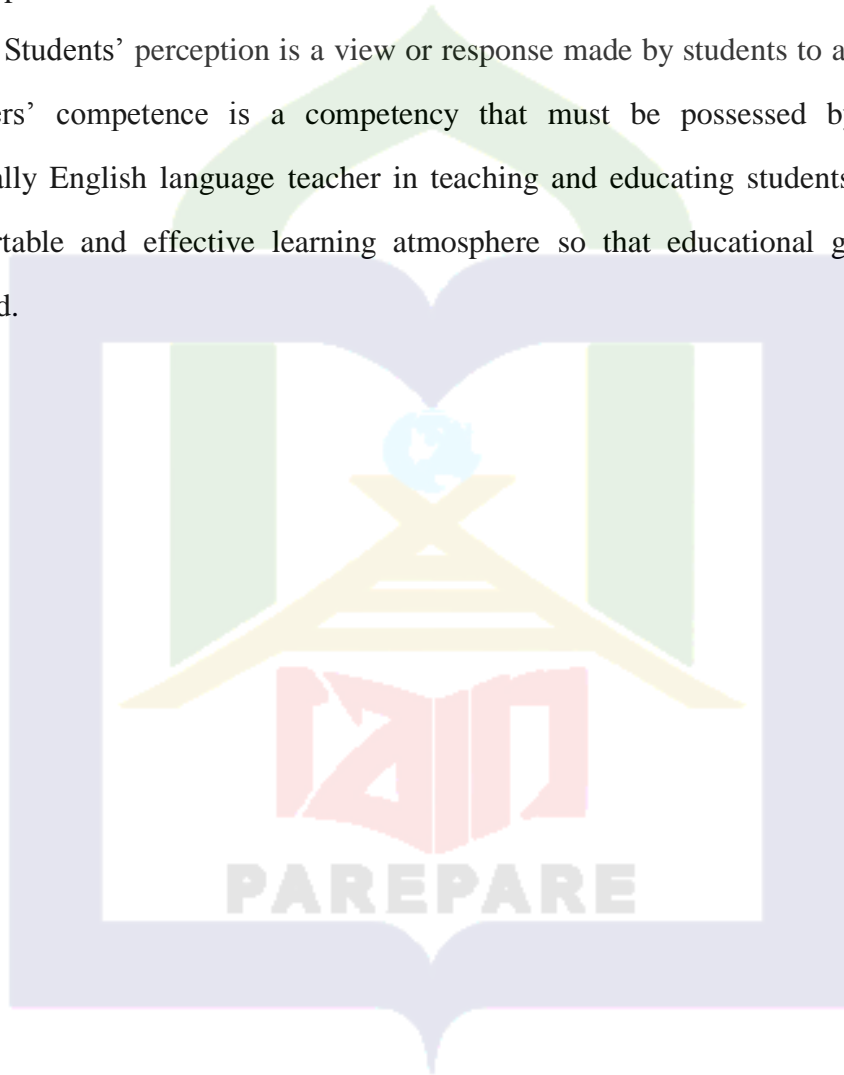 Students’ perception is a view or response made by students to a
ers’ competence is a competency that must be possessed by
ally English language teacher in teaching and educating students
rtable and effective learning atmosphere so that educational g
d.
PAREPARE